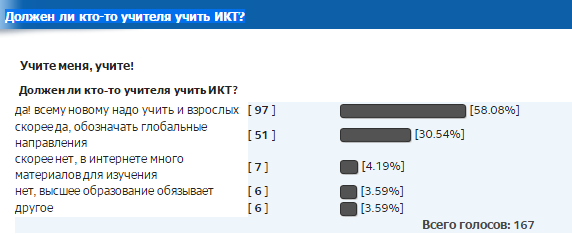 Должен ли кто-то учителя учить ИКТ?
Учите меня, учите!
Должен ли кто-то учителя учить ИКТ?
да! всему новому надо учить и взрослых [ 97 ] [58.08%]
скорее да, обозначать глобальные
направления [ 51 ] [30.54%]
скорее нет, в интернете много
материалов для изучения [ 7 ] [4.19%]
нет, высшее образование обязывает [ 6 ] [3.59%]
другое [ 6 ] [3.59%]
Всего голосов: 167